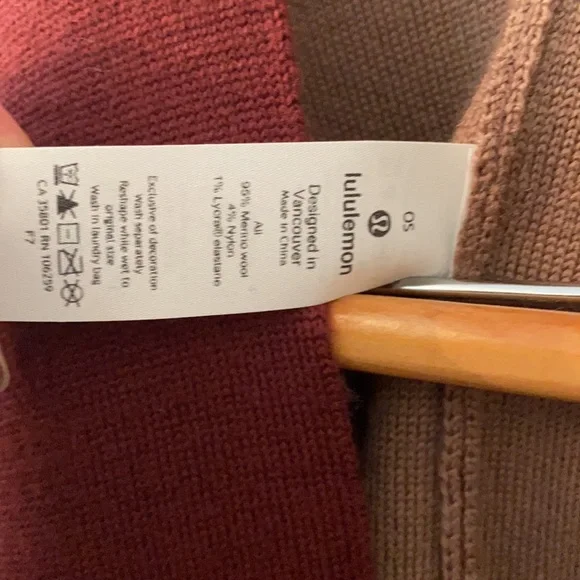 OS
lululemon
Designed in
Vancouver
Made in China
All
95% Merino wool
4% Nylon
1% Lycra® elastane
Exclusive of decoration
Wash separately
Reshape while wet to
original size
Wash in laundry bag
CA 35801 RN 106259
F7